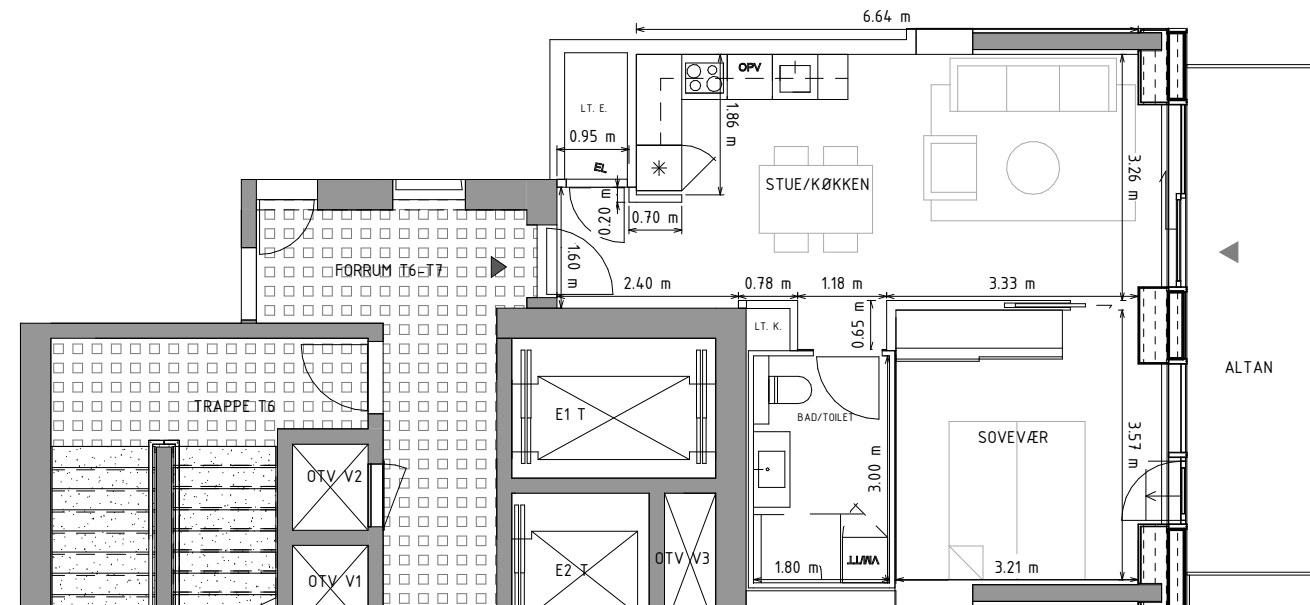 6.64 m
OPV
LT. E.
1.86 m
0.95 m
3.26 m
EL
STUE/KØKKEN
0.20 m
0.70 m
1.60 m
FORRUM T6-T7
2.40 m
0.78 m
1.18 m
3.33 m
LT. K.
0.65 m
ALTAN
TRAPPE T6
E1 T
BAD/TOILET
SOVEVÆR
3.57 m
3.00 m
OTV V2
VM/TT
OTV V3
E2 T
1.80 m
3.21 m
OTV V1